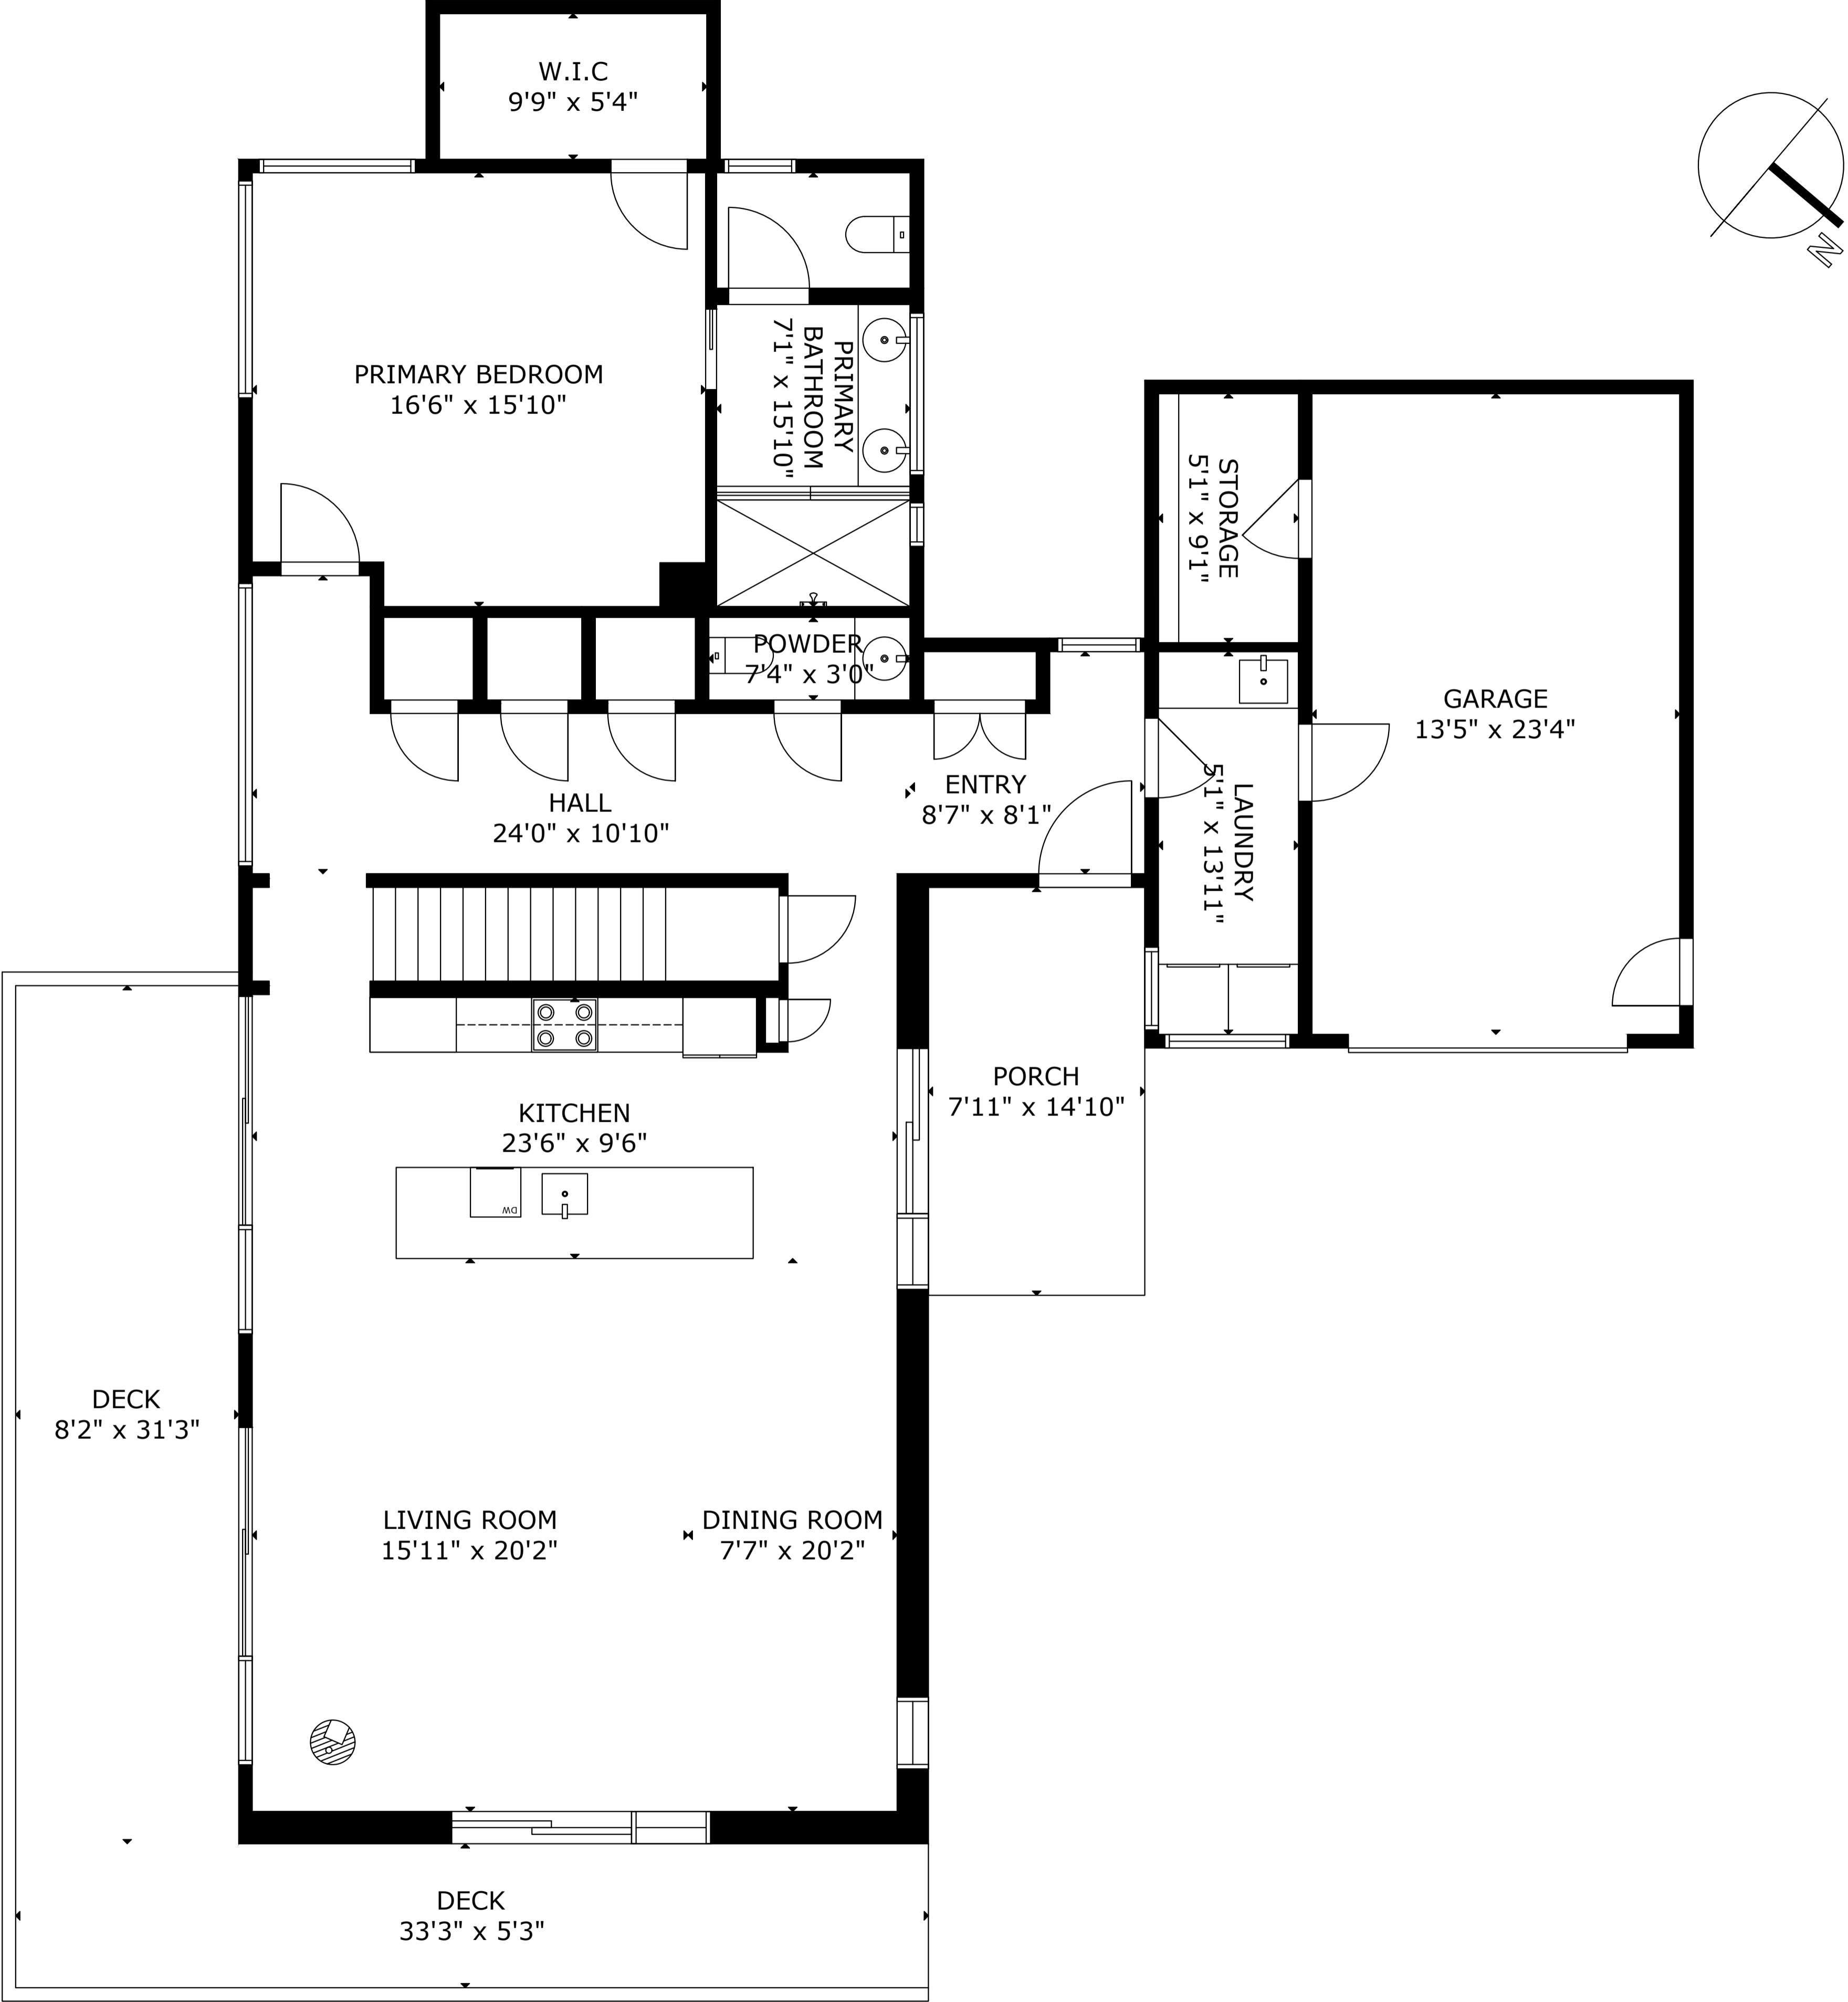 W.I.C
9'9" x 5'4"
N
PRIMARY BEDROOM
16'6" x 15'10"
PRIMARY
BATHROOM
7'1" x 15'10"
STORAGE
5'1" x 9'1"
POWDER
7'4" x 3'0"
GARAGE
13'5" x 23'4"
HALL
24'0" x 10'10"
ENTRY
8'7" x 8'1"
LAUNDRY
5'1" x 13'11"
PORCH
7'11" x 14'10"
KITCHEN
23'6" x 9'6"
DW
DECK
8'2" x 31'3"
LIVING ROOM
15'11" x 20'2"
DINING ROOM
7'7" x 20'2"
DECK
33'3" x 5'3"